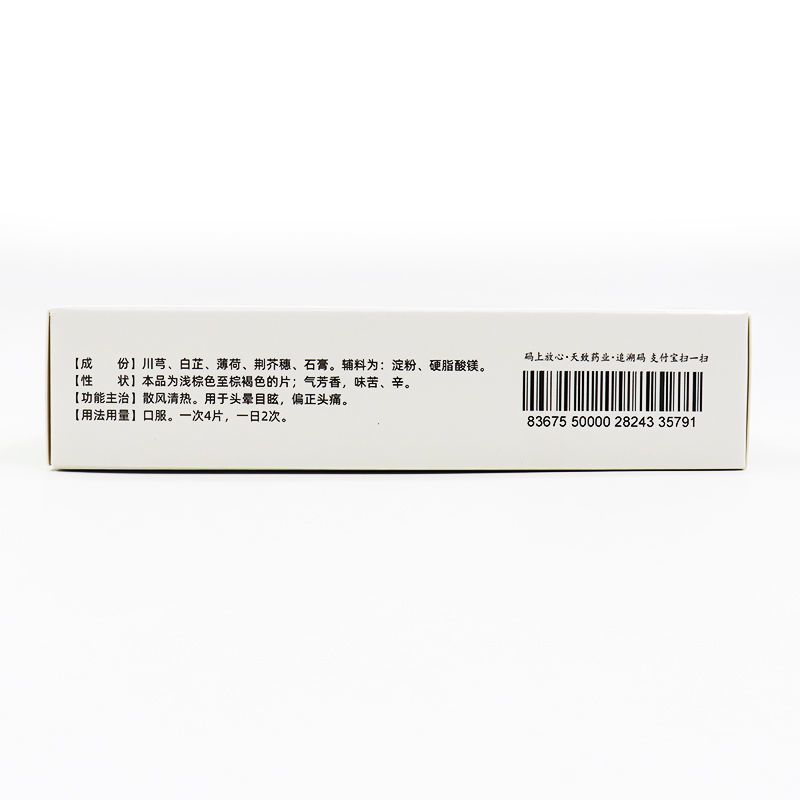 【成　份】川芎、白芷、薄荷、荆芥穗、石膏。辅料为：淀粉、硬脂酸镁。
【性　状】本品为浅棕色至棕褐色的片；气芳香，味苦、辛。
【功能主治】散风清热。用于头晕目眩，偏正头痛。
【用法用量】口服。一次4片，一日2次。
码上放心·天致药业·追溯码 支付宝扫一扫
83675 50000 28243 35791